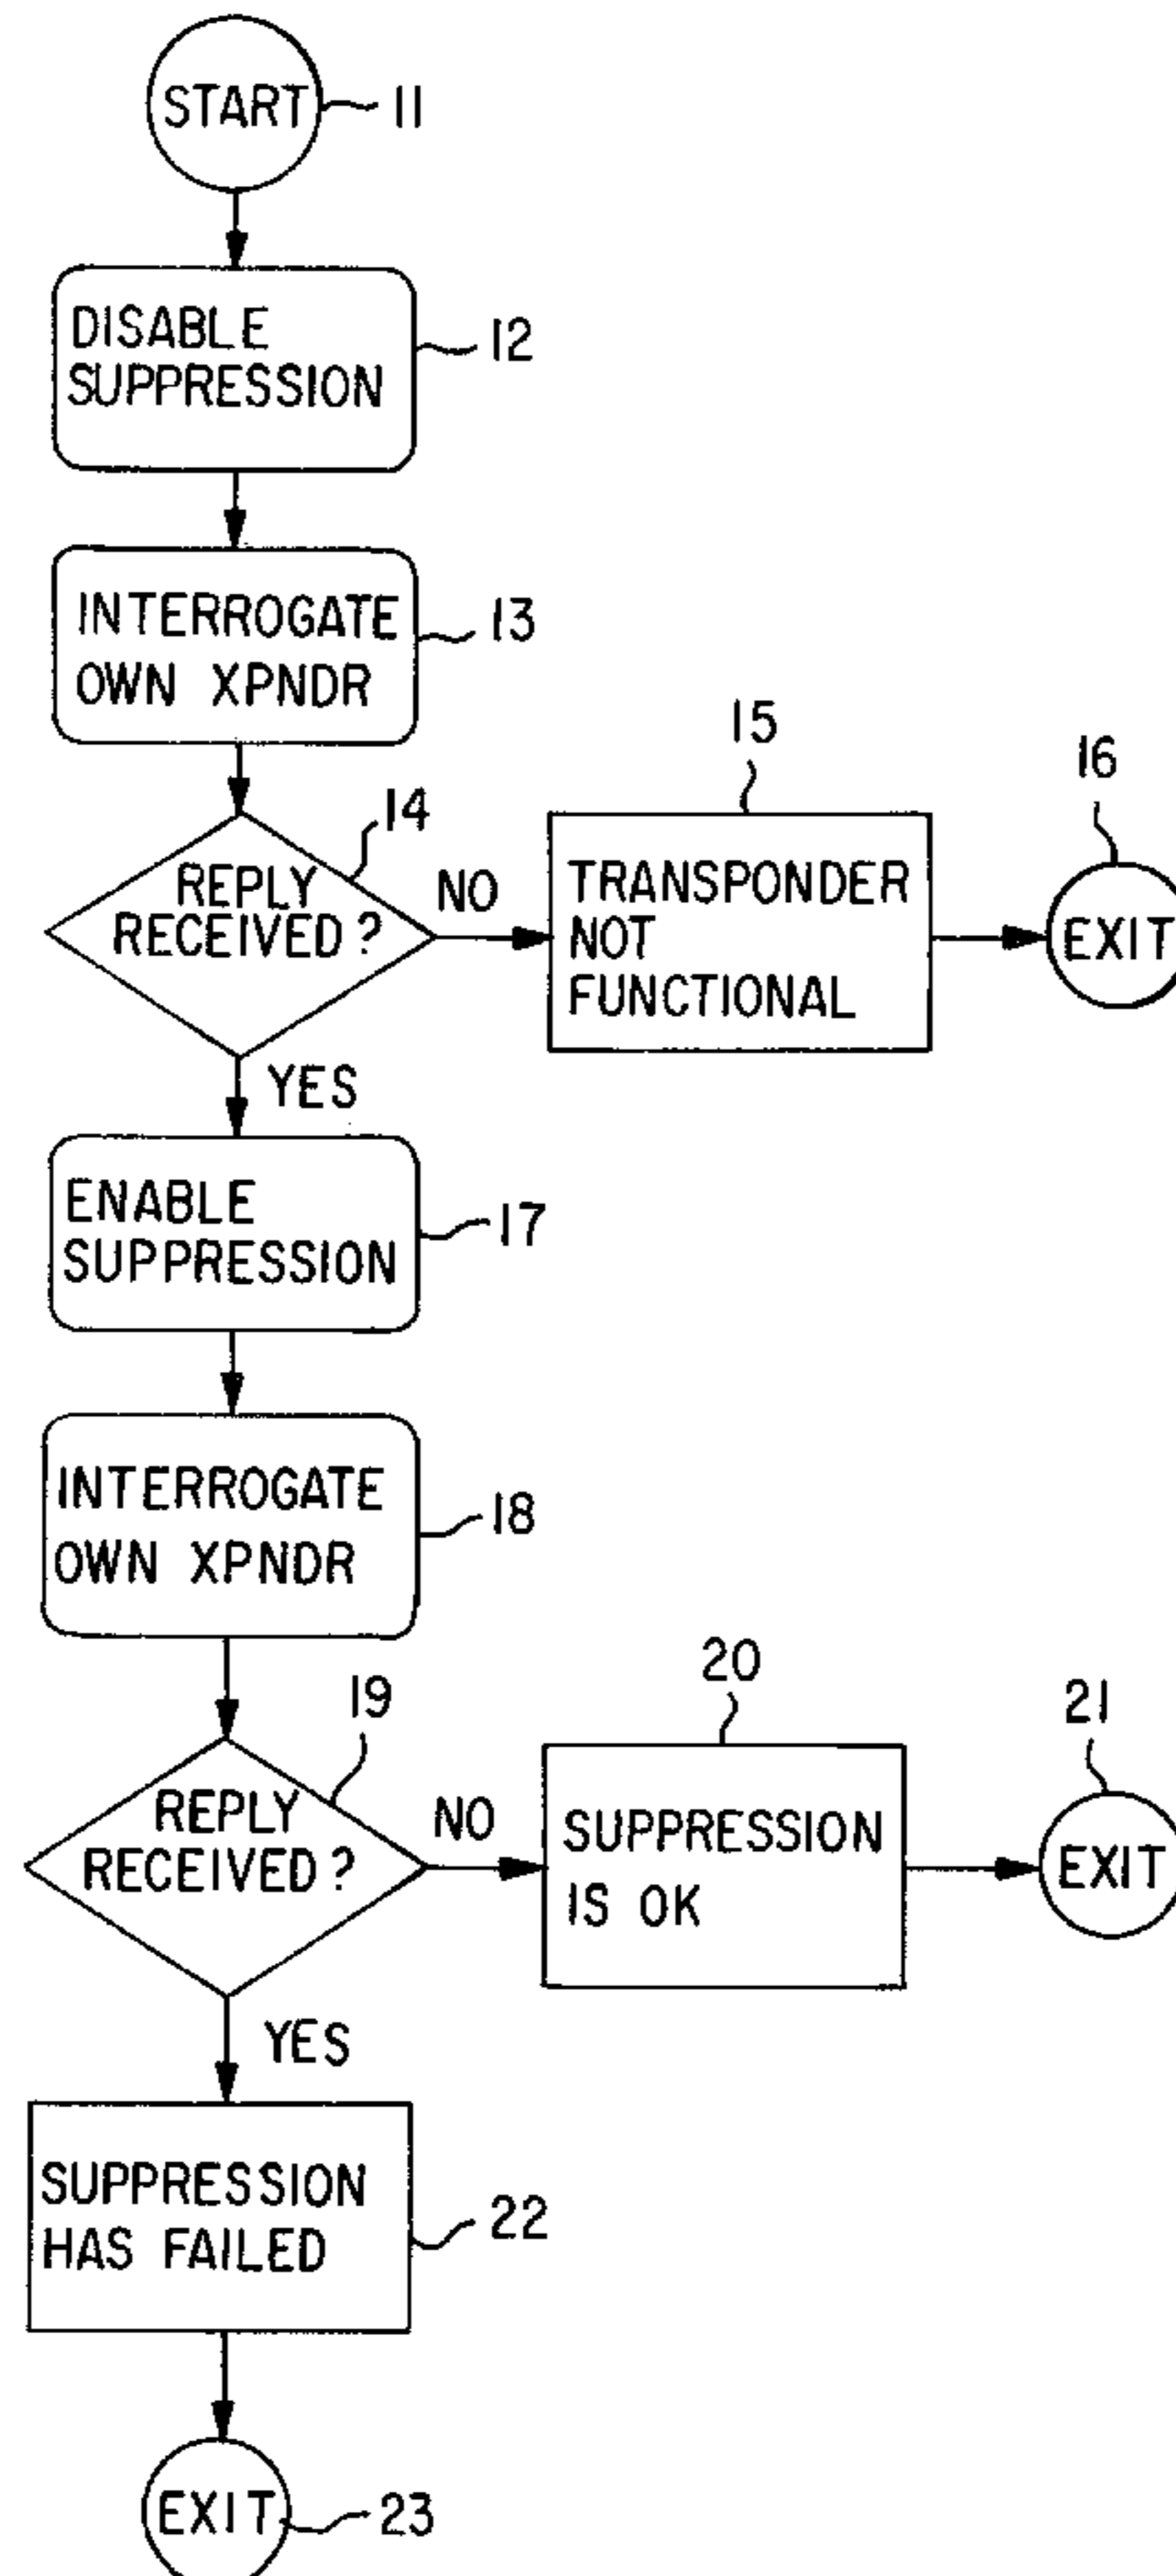 START
11
DISABLE
SUPPRESSION
12
INTERROGATE
OWN XPNDR
13
14
REPLY
RECEIVED?
NO
15
TRANSPONDER
NOT
FUNCTIONAL
16
EXIT
YES
ENABLE
SUPPRESSION
17
INTERROGATE
OWN XPNDR
18
19
REPLY
RECEIVED?
NO
20
SUPPRESSION
IS OK
21
EXIT
YES
SUPPRESSION
HAS FAILED
22
EXIT
23